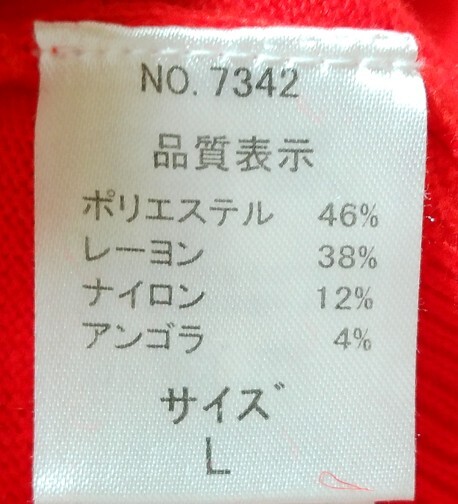 NO. 7342
品質表示
ポリエステル 46%
レーヨン 38%
ナイロン 12%
アンゴラ 4%
サイズ
L